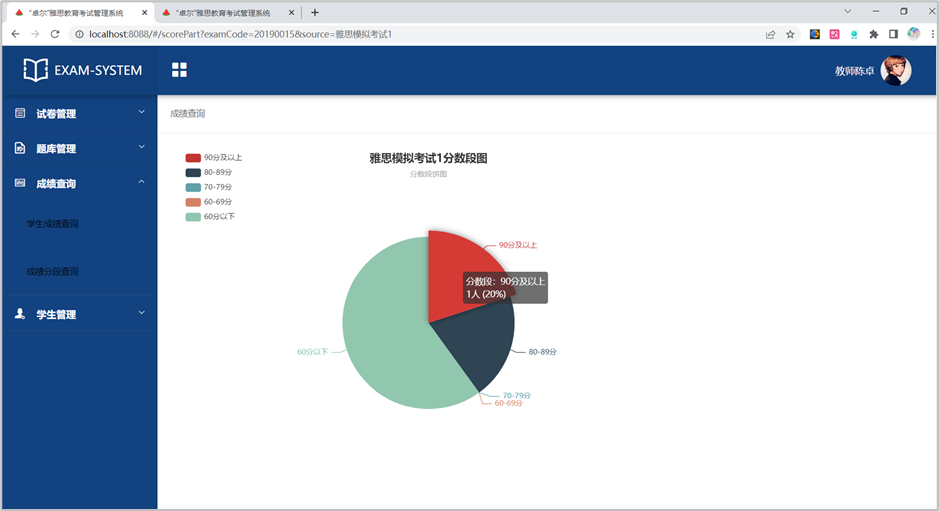 "卓尔"雅思教育考试管理系统
"卓尔"雅思教育考试管理系统
localhost:8088/#/scorePart?examCode=20190015&source=雅思模拟考试1
EXAM-SYSTEM
教师陈卓
试卷管理
题库管理
成绩查询
学生成绩查询
成绩分段查询
学生管理
成绩查询
90分及以上
80-89分
70-79分
60-69分
60分以下
雅思模拟考试1分数段图
分数段饼图
90分及以上
分数段：90分及以上
1人 (20%)
60分以下
80-89分
70-79分
60-69分